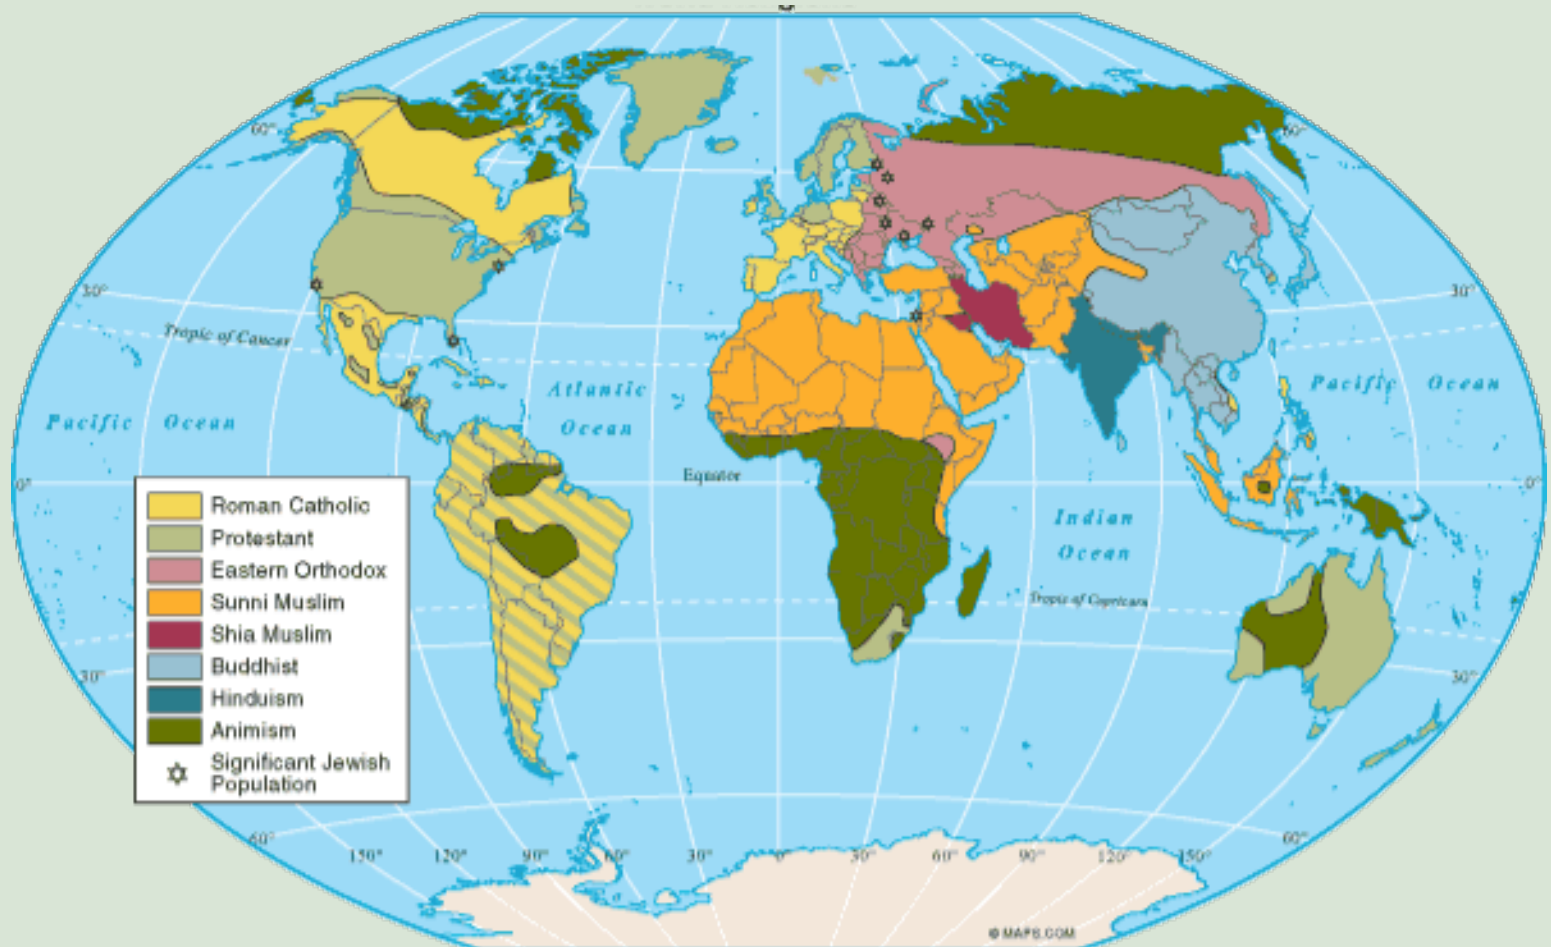 60°
60°
30°
30°
Tropic of Cancer
Atlantic
Ocean
Pacific Ocean
Pacific Ocean
Equator
0°
0°
Indian
Ocean
Tropic of Capricorn
30°
30°
Roman Catholic
Protestant
Eastern Orthodox
Sunni Muslim
Shia Muslim
Buddhist
Hinduism
Animism
Significant Jewish
Population
60°
60°
150° 120° 90° 60° 30° 0° 30° 60° 90° 120° 150°
© MAPS.COM